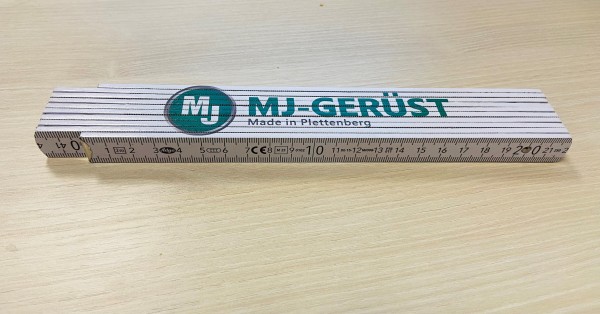 MJ MJ-GERÜST
Made in Plettenberg
1 2 3 4 5 6 7 CE 8 9 10 11 12 13 14 15 16 17 18 19 20 21